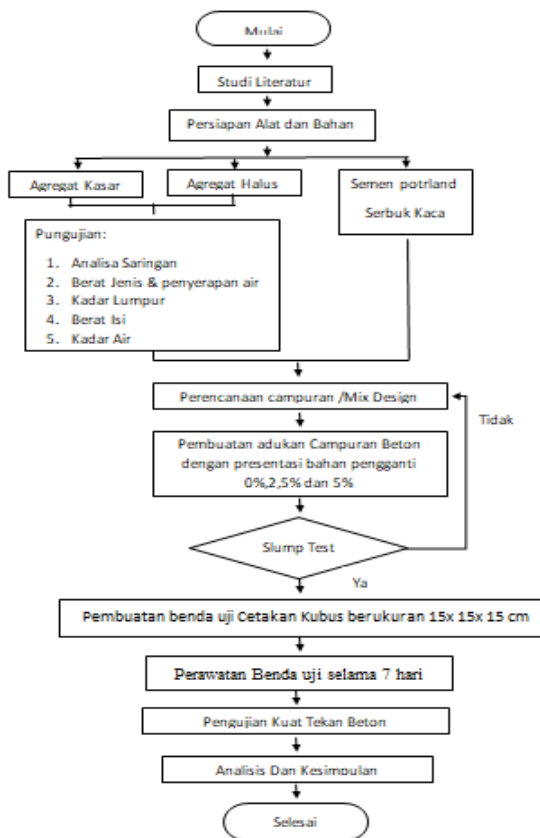 Mulai
Studi Literatur
Persiapan Alat dan Bahan
Agregat Kasar
Agregat Halus
Semen potrland
Serbuk Kaca
Pungujian:
1. Analisa Saringan
2. Berat Jenis & penyerapan air
3. Kadar Lumpur
4. Berat Isi
5. Kadar Air
Perencanaan campuran /Mix Design
Tidak
Pembuatan adukan Campuran Beton
dengan presentasi bahan pengganti
0%,2,5% dan 5%
Slump Test
Ya
Pembuatan benda uji Cetakan Kubus berukuran 15x 15x 15 cm
Perawatan Benda uji selama 7 hari
Pengujian Kuat Tekan Beton
Analisis Dan Kesimpulan
Selesai